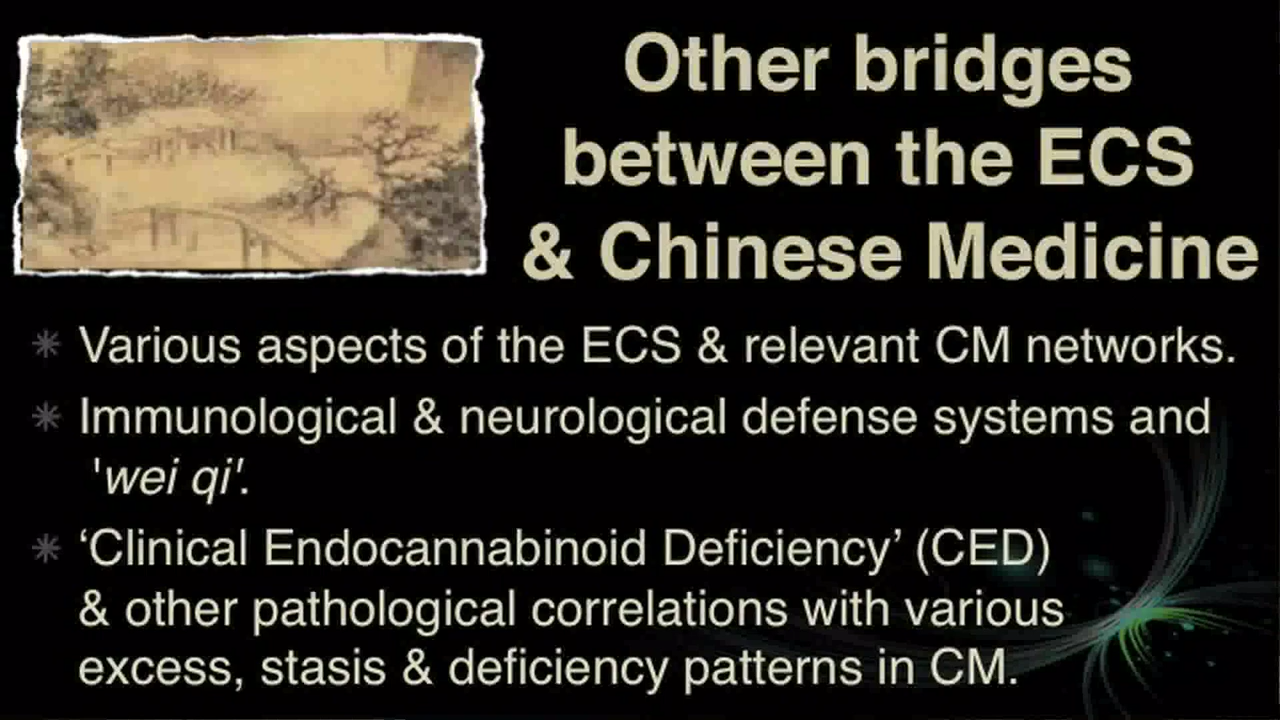 Other bridges
between the ECS
& Chinese Medicine
Various aspects of the ECS & relevant CM networks.
Immunological & neurological defense systems and
'wei qi'.
‘Clinical Endocannabinoid Deficiency’ (CED)
& other pathological correlations with various
excess, stasis & deficiency patterns in CM.